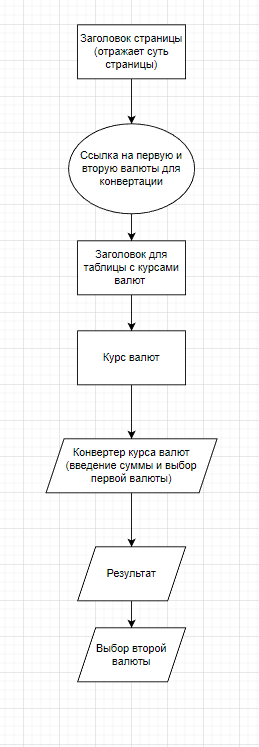 Заголовок страницы
(отражает суть
страницы)
Ссылка на первую и
вторую валюты для
конвертации
Заголовок для
таблицы с курсами
валют
Курс валют
Конвертер курса валют
(введение суммы и выбор
первой валюты)
Результат
Выбор второй
валюты